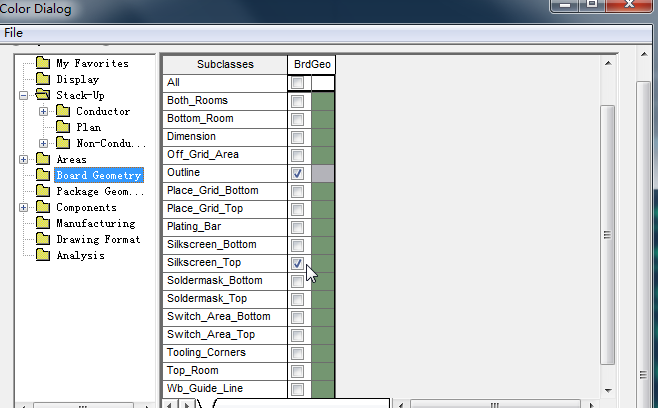 Color Dialog
File
My Favorites
Display
Stack-Up
Conductor
Plan
Non-Condu...
Areas
Board Geometry
Package Geom...
Components
Manufacturing
Drawing Format
Analysis
Subclasses BrdGeo
All
Both_Rooms
Bottom_Room
Dimension
Off_Grid_Area
Outline
Place_Grid_Bottom
Place_Grid_Top
Plating_Bar
Silkscreen_Bottom
Silkscreen_Top
Soldermask_Bottom
Soldermask_Top
Switch_Area_Bottom
Switch_Area_Top
Tooling_Corners
Top_Room
Wb_Guide_Line